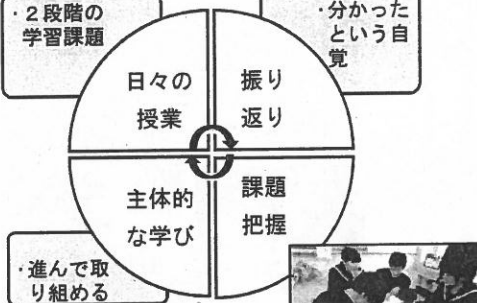 ・２段階の
学習課題
・分かった
という自
覚
日々の
授業
振り
返り
主体的
な学び
課題
把握
・進んで取
り組める